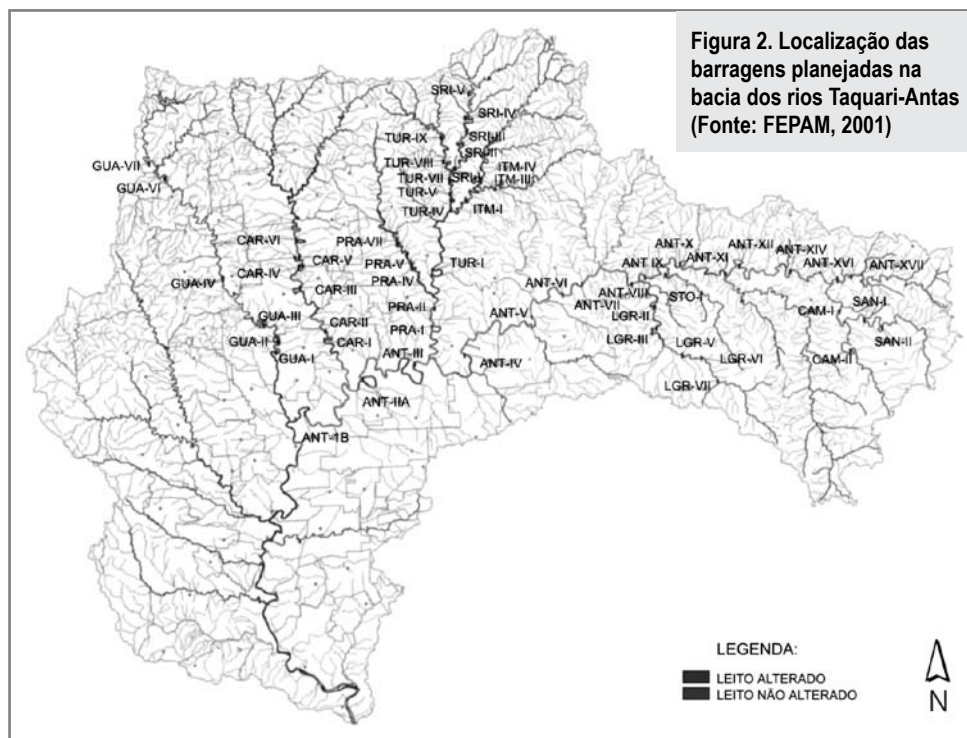 Figura 2. Localização das
barragens planejadas na
bacia dos rios Taquari-Antas
(Fonte: FEPAM, 2001)
SRI-V
SRI-IV
TUR-IX
SRI-III
SRI-II
TUR-VIII
ITM-IV
GUA-VII
TUR-VII
SRI-I
ITM-III
GUA-VI
TUR-V
TUR-IV
ITM-I
CAR-VI
PRA-VII
ANT-X
ANT-XII
ANT-XIV
CAR-V
PRA-V
TUR-I
ANT IX
ANT-XI
ANT-XVI
ANT-XVII
CAR-IV
GUA-IV
PRA-IV
ANT-VI
CAR-III
ANT-VIII
STO-I
ANT-VII
SAN-I
PRA-II
ANT-V
LGR-II
CAM-I
GUA-III
CAR-II
PRA-I
GUA-II
CAR-I
LGR-III
LGR-V
SAN-II
GUA-I
ANT-III
ANT-IV
LGR-VI
CAM-II
LGR-VII
ANT-IIA
ANT-1B
LEGENDA:
LEITO ALTERADO
LEITO NÃO ALTERADO
N